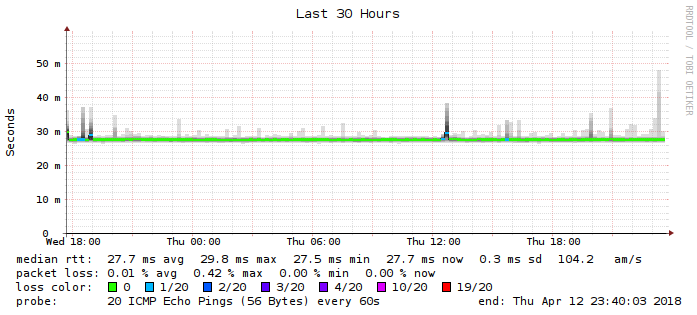 Last 30 Hours
RRDTOOL / TOBI OETIKER
Seconds
50 m
40 m
30 m
20 m
10 m
0
Wed 18:00 Thu 00:00 Thu 06:00 Thu 12:00 Thu 18:00
median rtt: 27.7 ms avg 29.8 ms max 27.5 ms min 27.7 ms now 0.3 ms sd 104.2 am/s
packet loss: 0.01 % avg 0.42 % max 0.00 % min 0.00 % now
loss color: 0 1/20 2/20 3/20 4/20 10/20 19/20
probe: 20 ICMP Echo Pings (56 Bytes) every 60s end: Thu Apr 12 23:40:03 2018